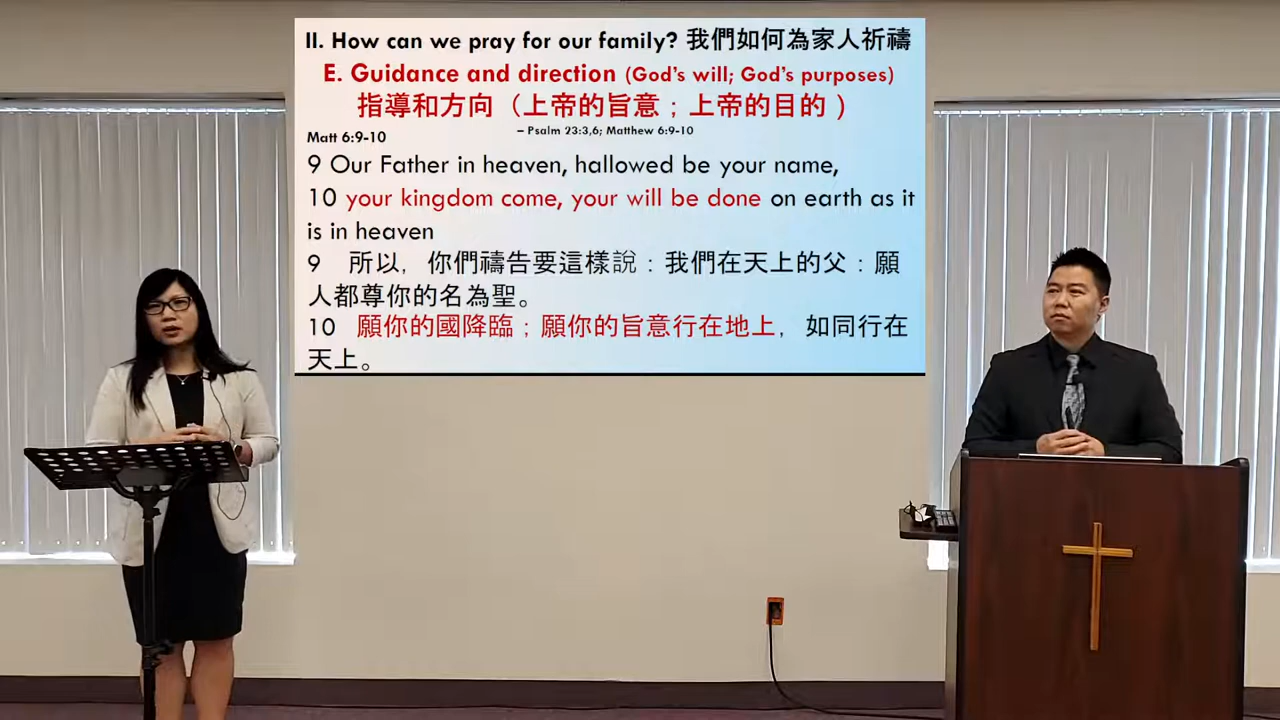 II. How can we pray for our family? 我們如何為家人祈禱
E. Guidance and direction (God's will; God's purposes)
指導和方向（上帝的旨意；上帝的目的）
– Psalm 23:3,6; Matthew 6:9-10
Matt 6:9-10
9 Our Father in heaven, hallowed be your name,
10 your kingdom come, your will be done on earth as it
is in heaven
9 所以，你們禱告要這樣說：我們在天上的父：願
人都尊你的名為聖。
10 願你的國降臨；願你的旨意行在地上，如同行在
天上。